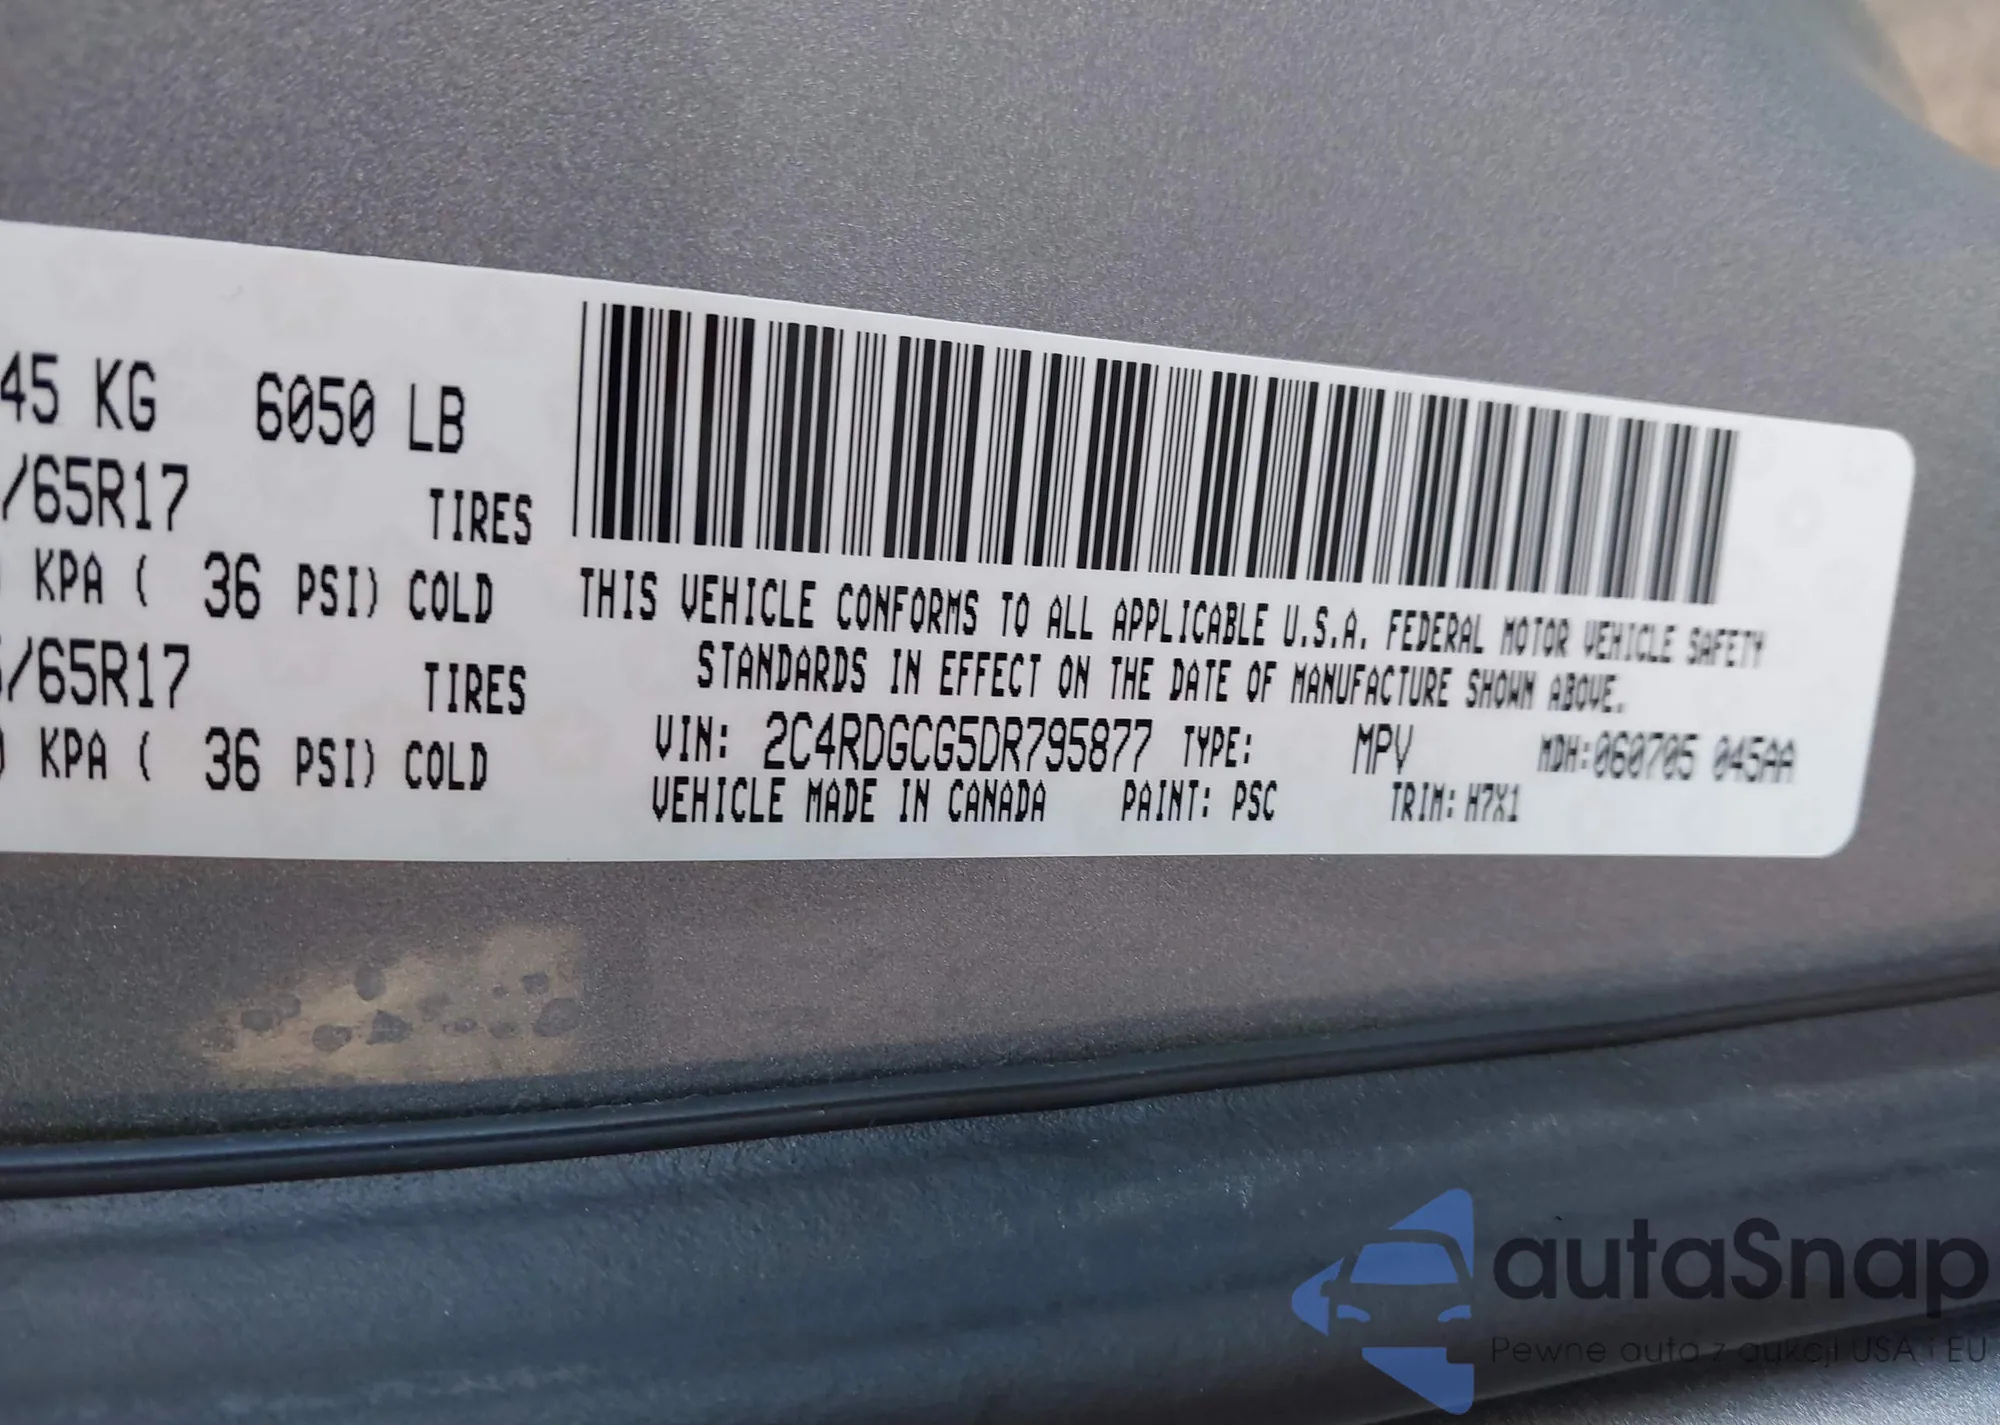 45 KG 6050 LB
/65R17 TIRES
KPA ( 36 PSI) COLD
/65R17 TIRES
KPA ( 36 PSI) COLD
THIS VEHICLE CONFORMS TO ALL APPLICABLE U.S.A. FEDERAL MOTOR VEHICLE SAFETY
STANDARDS IN EFFECT ON THE DATE OF MANUFACTURE SHOWN ABOVE.
VIN: 2C4RDGCG5DR795877 TYPE: MPV MDH:060705 045AA
VEHICLE MADE IN CANADA PAINT: PSC TRIM: H7X1
autaSnap
Pewne auta z aukcji USA i EU